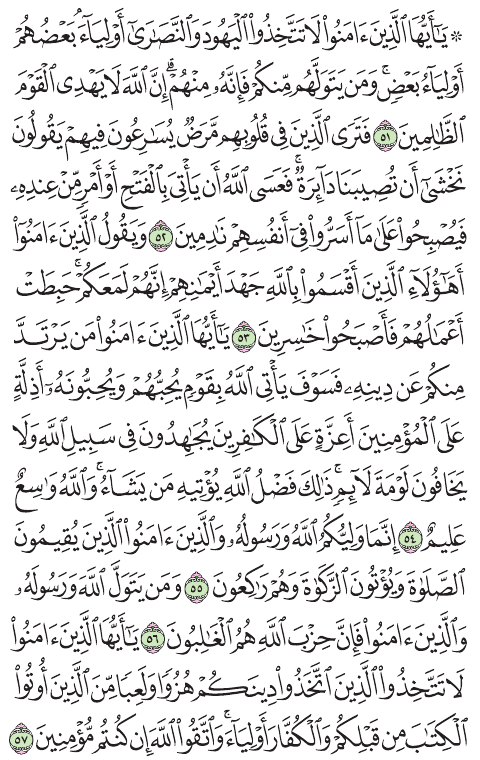 ۞ يَـٰٓأَيُّهَا ٱلَّذِينَ ءَامَنُوا۟ لَا تَتَّخِذُوا۟ ٱلْيَهُودَ وَٱلنَّصَـٰرَىٰٓ أَوْلِيَآءَ ۘ بَعْضُهُمْ
أَوْلِيَآءُ بَعْضٍ ۚ وَمَن يَتَوَلَّهُم مِّنكُمْ فَإِنَّهُۥ مِنْهُمْ ۗ إِنَّ ٱللَّهَ لَا يَهْدِى ٱلْقَوْمَ
ٱلظَّـٰلِمِينَ ٥١ فَتَرَى ٱلَّذِينَ فِى قُلُوبِهِم مَّرَضٌ يُسَـٰرِعُونَ فِيهِمْ يَقُولُونَ
نَخْشَىٰٓ أَن تُصِيبَنَا دَآئِرَةٌ ۚ فَعَسَى ٱللَّهُ أَن يَأْتِىَ بِٱلْفَتْحِ أَوْ أَمْرٍ مِّنْ عِندِهِۦ
فَيُصْبِحُوا۟ عَلَىٰ مَآ أَسَرُّوا۟ فِىٓ أَنفُسِهِمْ نَـٰدِمِينَ ٥٢ وَيَقُولُ ٱلَّذِينَ ءَامَنُوٓا۟
أَهَـٰٓؤُلَآءِ ٱلَّذِينَ أَقْسَمُوا۟ بِٱللَّهِ جَهْدَ أَيْمَـٰنِهِمْ إِنَّهُمْ لَمَعَكُمْ ۚ حَبِطَتْ
أَعْمَـٰلُهُمْ فَأَصْبَحُوا۟ خَـٰسِرِينَ ٥٣ يَـٰٓأَيُّهَا ٱلَّذِينَ ءَامَنُوا۟ مَن يَرْتَدَّ
مِنكُمْ عَن دِينِهِۦ فَسَوْفَ يَأْتِى ٱللَّهُ بِقَوْمٍ يُحِبُّهُمْ وَيُحِبُّونَهُۥٓ أَذِلَّةٍ
عَلَى ٱلْمُؤْمِنِينَ أَعِزَّةٍ عَلَى ٱلْكَـٰفِرِينَ يُجَـٰهِدُونَ فِى سَبِيلِ ٱللَّهِ وَلَا
يَخَافُونَ لَوْمَةَ لَآئِمٍ ۚ ذَٰلِكَ فَضْلُ ٱللَّهِ يُؤْتِيهِ مَن يَشَآءُ ۚ وَٱللَّهُ وَٰسِعٌ
عَلِيمٌ ٥٤ إِنَّمَا وَلِيُّكُمُ ٱللَّهُ وَرَسُولُهُۥ وَٱلَّذِينَ ءَامَنُوا۟ ٱلَّذِينَ يُقِيمُونَ
ٱلصَّلَوٰةَ وَيُؤْتُونَ ٱلزَّكَوٰةَ وَهُمْ رَٰكِعُونَ ٥٥ وَمَن يَتَوَلَّ ٱللَّهَ وَرَسُولَهُۥ
وَٱلَّذِينَ ءَامَنُوا۟ فَإِنَّ حِزْبَ ٱللَّهِ هُمُ ٱلْغَـٰلِبُونَ ٥٦ يَـٰٓأَيُّهَا ٱلَّذِينَ ءَامَنُوا۟
لَا تَتَّخِذُوا۟ ٱلَّذِينَ ٱتَّخَذُوا۟ دِينَكُمْ هُزُوًا وَلَعِبًا مِّنَ ٱلَّذِينَ أُوتُوا۟
ٱلْكِتَـٰبَ مِن قَبْلِكُمْ وَٱلْكُفَّارَ أَوْلِيَآءَ ۚ وَٱتَّقُوا۟ ٱللَّهَ إِن كُنتُم مُّؤْمِنِينَ ٥٧